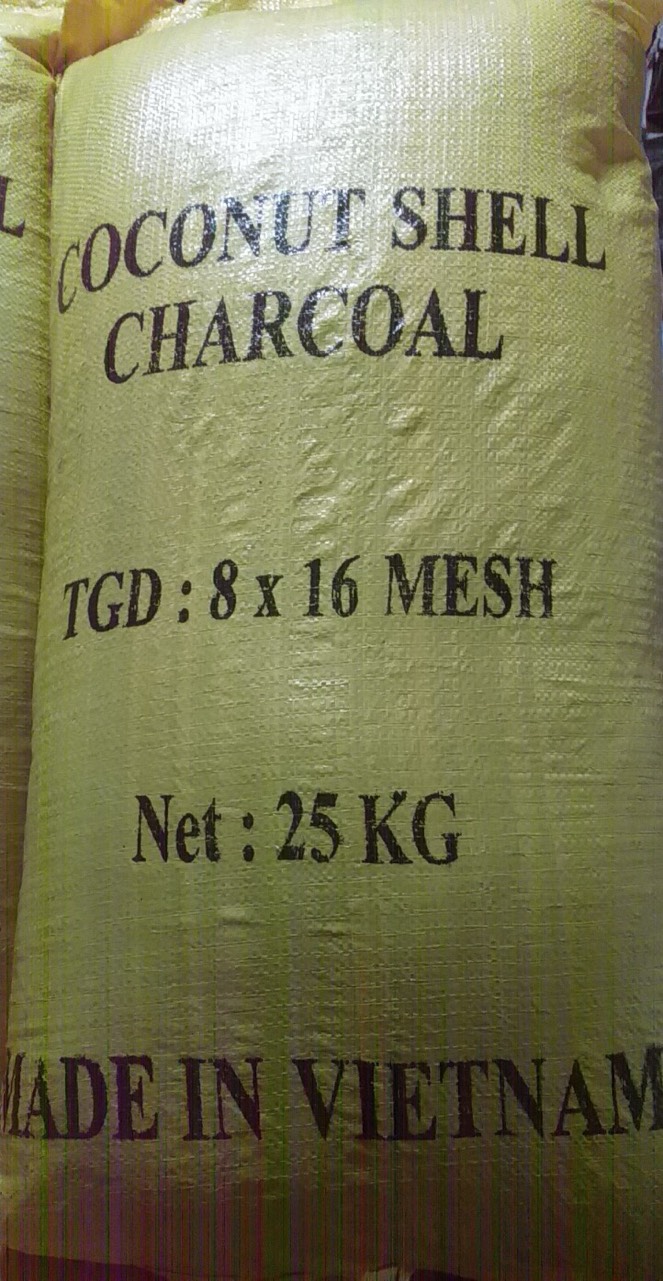 COCONUT SHELL
CHARCOAL
TGD : 8 x 16 MESH
Net : 25 KG
MADE IN VIETNAM
L